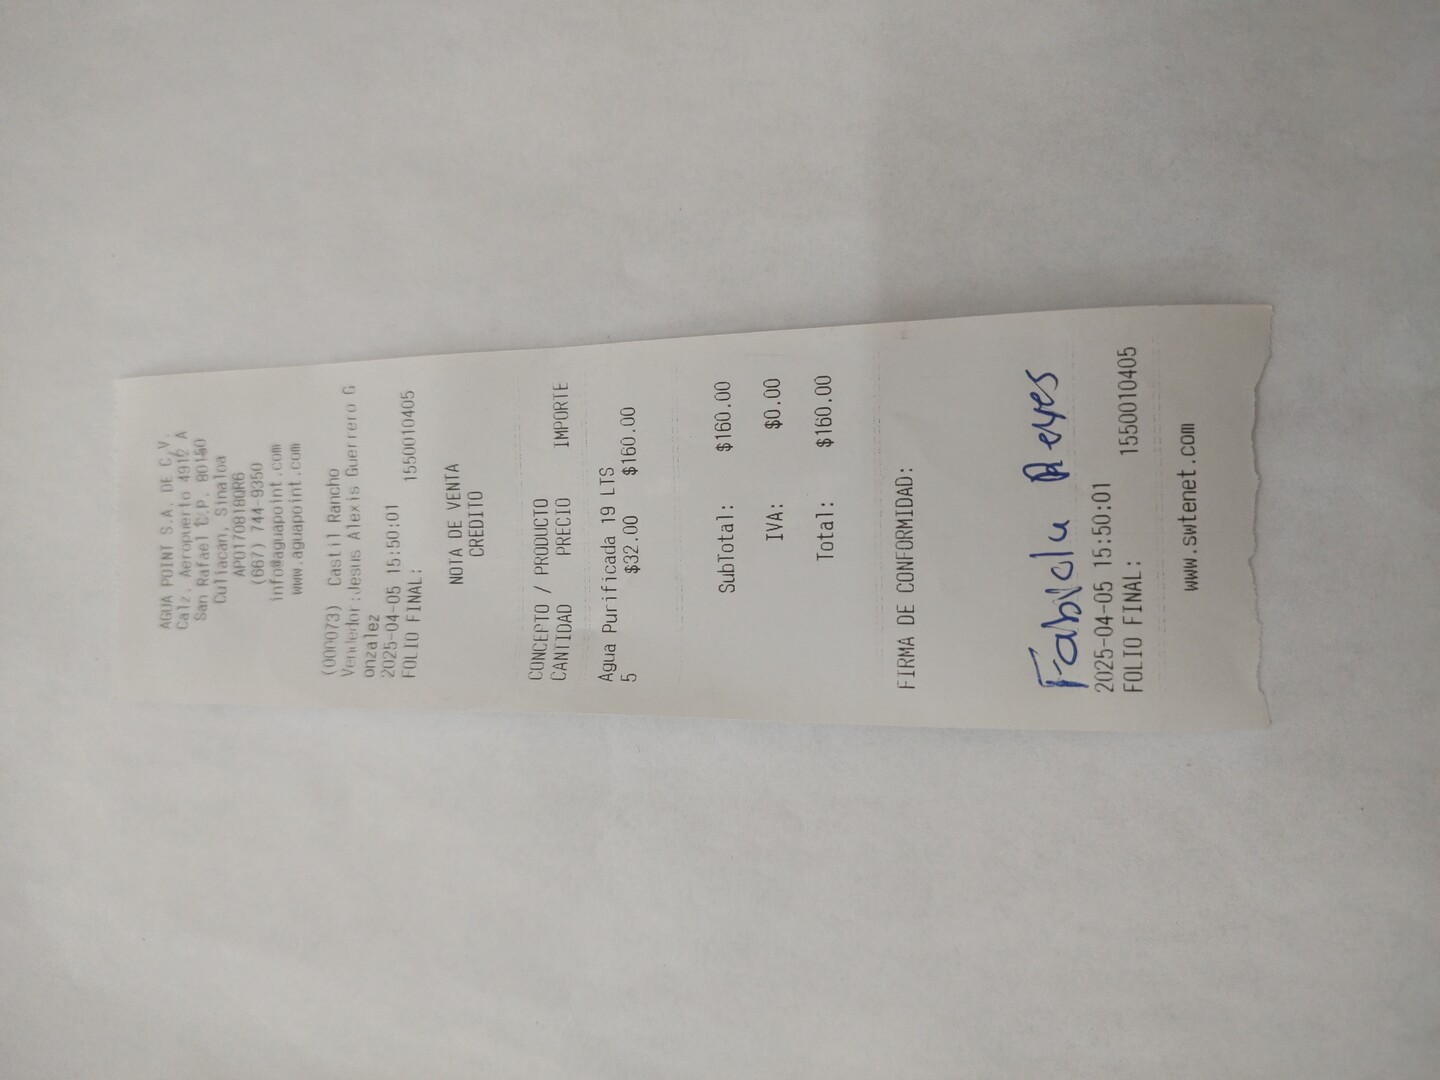 AGUA POINT S.A. DE C.V.
Calz. Aeropuerto 4912 A
San Rafael C.P. 80150
Culiacan, Sinaloa
(667) 744-9350
info@aguapoint.com
www.aguapoint.com
(000073) Castil Rancho
Vendedor:Jesus Alexis Guerrero G
onzalez
2025-04-05 15:50:01
FOLIO FINAL: 1550010405
NOTA DE VENTA
CREDITO
CONCEPTO / PRODUCTO
CANTIDAD PRECIO IMPORTE
Agua Purificada 19 LTS
5 $32.00 $160.00
SubTotal: $160.00
IVA: $0.00
Total: $160.00
FIRMA DE CONFORMIDAD:
Fabiola Reyes
2025-04-05 15:50:01
FOLIO FINAL: 1550010405
www.swtenet.com